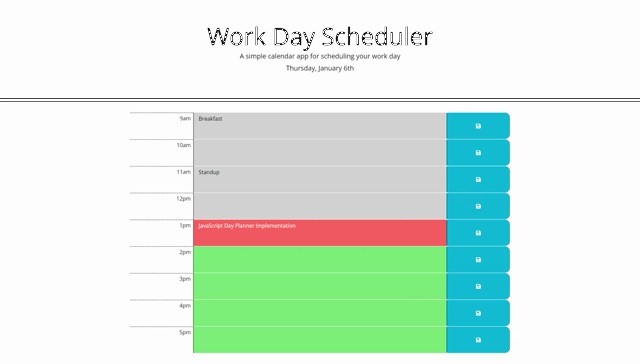 Work Day Scheduler
A simple calendar app for scheduling your work day
Thursday, January 6th
9am Breakfast
10am
11am Standup
12pm
1pm JavaScript Day Planner Implementation
2pm
3pm
4pm
5pm